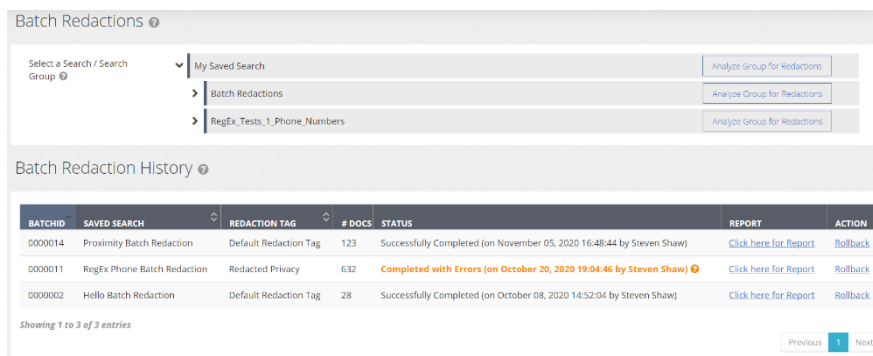 Batch Redactions
Select a Search / Search
Group
My Saved Search Analyze Group for Redactions
Batch Redactions Analyze Group for Redactions
RegEx_Tests_1_Phone_Numbers Analyze Group for Redactions
Batch Redaction History
BATCHID SAVED SEARCH REDACTION TAG # DOCS STATUS REPORT ACTION
0000014 Proximity Batch Redaction Default Redaction Tag 123 Successfully Completed (on November 05, 2020 16:48:44 by Steven Shaw) Click here for Report Rollback
0000011 RegEx Phone Batch Redaction Redacted Privacy 632 Completed with Errors (on October 20, 2020 19:04:46 by Steven Shaw) Click here for Report Rollback
0000002 Hello Batch Redaction Default Redaction Tag 28 Successfully Completed (on October 08, 2020 14:52:04 by Steven Shaw) Click here for Report Rollback
Showing 1 to 3 of 3 entries
Previous 1 Next